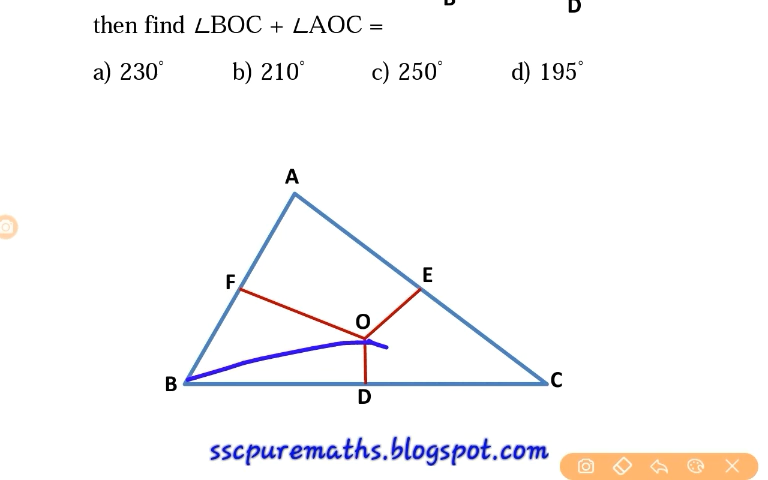 B
D
then find ∠BOC + ∠AOC =
a) 230° b) 210° c) 250° d) 195°
A
F
E
O
B
C
D
sscpuremaths.blogspot.com